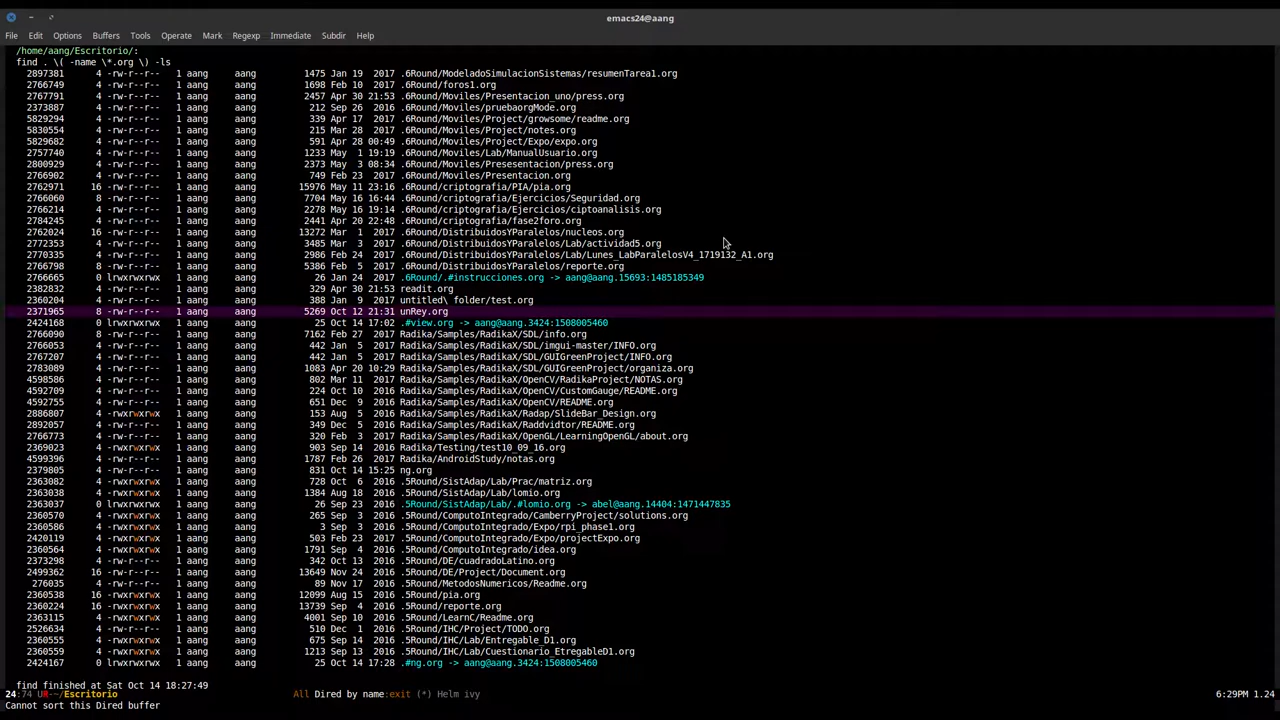 emacs24@aang
File Edit Options Buffers Tools Operate Mark Regexp Immediate Subdir Help
/home/aang/Escritorio/:
find . \( -name \*.org \) -ls
2897381 4 -rw-r--r-- 1 aang aang 1475 Jan 19 2017 .6Round/ModeladoSimulacionSistemas/resumenTarea1.org
2766749 4 -rw-r--r-- 1 aang aang 1698 Feb 10 2017 .6Round/foros1.org
2767791 4 -rw-r--r-- 1 aang aang 2457 Apr 30 21:53 .6Round/Moviles/Presentacion_uno/press.org
2373887 4 -rw-r--r-- 1 aang aang 212 Sep 26 2016 .6Round/Moviles/pruebaorgMode.org
5829294 4 -rw-r--r-- 1 aang aang 339 Apr 17 2017 .6Round/Moviles/Project/growsome/readme.org
5830554 4 -rw-r--r-- 1 aang aang 215 Mar 28 2017 .6Round/Moviles/Project/notes.org
5829682 4 -rw-r--r-- 1 aang aang 591 Apr 28 00:49 .6Round/Moviles/Project/Expo/expo.org
2757740 4 -rw-r--r-- 1 aang aang 1233 May 1 19:19 .6Round/Moviles/Lab/ManualUsuario.org
2800929 4 -rw-r--r-- 1 aang aang 2373 May 3 08:34 .6Round/Moviles/Presesentacion/press.org
2766902 4 -rw-r--r-- 1 aang aang 749 Feb 23 2017 .6Round/Moviles/Presentacion.org
2762971 16 -rw-r--r-- 1 aang aang 15976 May 11 23:16 .6Round/criptografia/PIA/pia.org
2766060 8 -rw-r--r-- 1 aang aang 7704 May 16 16:44 .6Round/criptografia/Ejercicios/Seguridad.org
2766214 4 -rw-r--r-- 1 aang aang 2278 May 16 19:14 .6Round/criptografia/Ejercicios/ciptoanalisis.org
2784245 4 -rw-r--r-- 1 aang aang 2441 Apr 20 22:48 .6Round/criptografia/fase2foro.org
2762024 16 -rw-r--r-- 1 aang aang 13272 Mar 1 2017 .6Round/DistribuidosYParalelos/nucleos.org
2772353 4 -rw-r--r-- 1 aang aang 3485 Mar 3 2017 .6Round/DistribuidosYParalelos/Lab/actividad5.org
2770335 4 -rw-r--r-- 1 aang aang 2986 Feb 24 2017 .6Round/DistribuidosYParalelos/Lab/Lunes_LabParalelosV4_1719132_A1.org
2766798 8 -rw-r--r-- 1 aang aang 5386 Feb 5 2017 .6Round/DistribuidosYParalelos/reporte.org
2766665 0 lrwxrwxrwx 1 aang aang 26 Jan 24 2017 .6Round/.#instrucciones.org -> aang@aang.15693:1485185349
2382832 4 -rw-r--r-- 1 aang aang 329 Apr 30 21:53 readit.org
2360204 4 -rw-r--r-- 1 aang aang 388 Jan 9 2017 untitled\ folder/test.org
2371965 8 -rw-r--r-- 1 aang aang 5269 Oct 12 21:31 unRey.org
2424168 0 lrwxrwxrwx 1 aang aang 25 Oct 14 17:02 .#view.org -> aang@aang.3424:1508005460
2766090 8 -rw-r--r-- 1 aang aang 7162 Feb 27 2017 Radika/Samples/RadikaX/SDL/info.org
2766053 4 -rw-r--r-- 1 aang aang 442 Jan 5 2017 Radika/Samples/RadikaX/SDL/imgui-master/INFO.org
2767207 4 -rw-r--r-- 1 aang aang 442 Jan 5 2017 Radika/Samples/RadikaX/SDL/GUIGreenProject/INFO.org
2783089 4 -rw-r--r-- 1 aang aang 1083 Apr 20 10:29 Radika/Samples/RadikaX/SDL/GUIGreenProject/organiza.org
4598586 4 -rw-r--r-- 1 aang aang 802 Mar 11 2017 Radika/Samples/RadikaX/OpenCV/RadikaProject/NOTAS.org
4592709 4 -rw-r--r-- 1 aang aang 224 Oct 10 2016 Radika/Samples/RadikaX/OpenCV/CustomGauge/README.org
4592255 4 -rw-r--r-- 1 aang aang 651 Dec 9 2016 Radika/Samples/RadikaX/OpenCV/README.org
2886807 4 -rwxrwxrwx 1 aang aang 153 Aug 5 2016 Radika/Samples/RadikaX/Radap/SlideBar_Design.org
2892057 4 -rw-r--r-- 1 aang aang 349 Dec 5 2016 Radika/Samples/RadikaX/Raddvidtor/README.org
2766773 4 -rw-r--r-- 1 aang aang 320 Feb 3 2017 Radika/Samples/RadikaX/OpenGL/LearningOpenGL/about.org
2369023 4 -rwxrwxrwx 1 aang aang 903 Sep 14 2016 Radika/Testing/test10_09_16.org
4599396 4 -rw-r--r-- 1 aang aang 1787 Feb 26 2017 Radika/AndroidStudy/notas.org
2379805 4 -rw-r--r-- 1 aang aang 831 Oct 14 15:25 ng.org
2363082 4 -rwxrwxrwx 1 aang aang 728 Oct 6 2016 .5Round/SistAdap/Lab/Prac/matriz.org
2363038 4 -rwxrwxrwx 1 aang aang 1384 Aug 18 2016 .5Round/SistAdap/Lab/lomio.org
2363037 0 lrwxrwxrwx 1 aang aang 26 Sep 23 2016 .5Round/SistAdap/Lab/.#lomio.org -> abel@aang.14404:1471447835
2360570 4 -rwxrwxrwx 1 aang aang 265 Sep 3 2016 .5Round/ComputoIntegrado/CamberryProject/solutions.org
2360586 4 -rwxrwxrwx 1 aang aang 3 Sep 3 2016 .5Round/ComputoIntegrado/Expo/rpi_phase1.org
2420119 4 -rw-r--r-- 1 aang aang 503 Feb 23 2017 .5Round/ComputoIntegrado/Expo/projectExpo.org
2360564 4 -rwxrwxrwx 1 aang aang 1791 Sep 4 2016 .5Round/ComputoIntegrado/idea.org
2373298 4 -rw-r--r-- 1 aang aang 342 Oct 13 2016 .5Round/DE/cuadradoLatino.org
2499362 16 -rw-r--r-- 1 aang aang 13649 Nov 24 2016 .5Round/DE/Project/Document.org
276035 4 -rw-r--r-- 1 aang aang 89 Nov 17 2016 .5Round/MetodosNumericos/Readme.org
2360538 16 -rwxrwxrwx 1 aang aang 12099 Aug 15 2016 .5Round/pia.org
2360224 16 -rwxrwxrwx 1 aang aang 13739 Sep 4 2016 .5Round/reporte.org
2363115 4 -rwxrwxrwx 1 aang aang 4001 Sep 10 2016 .5Round/LearnC/Readme.org
2526634 4 -rw-r--r-- 1 aang aang 510 Dec 1 2016 .5Round/IHC/Project/TODO.org
2360555 4 -rwxrwxrwx 1 aang aang 675 Sep 14 2016 .5Round/IHC/Lab/Entregable_D1.org
2360559 4 -rwxrwxrwx 1 aang aang 1213 Sep 13 2016 .5Round/IHC/Lab/Cuestionario_EtregableD1.org
2424167 0 lrwxrwxrwx 1 aang aang 25 Oct 14 17:28 .#ng.org -> aang@aang.3424:1508005460
find finished at Sat Oct 14 18:27:49
24:74 UR-~/Escritorio All Dired by name:exit (*) Helm ivy 6:29PM 1.24
Cannot sort this Dired buffer